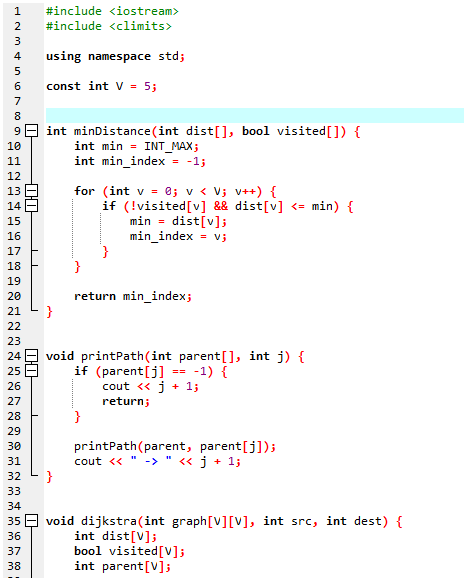 1 #include <iostream>
2 #include <climits>
3
4 using namespace std;
5
6 const int V = 5;
7
8
9 int minDistance(int dist[], bool visited[]) {
10     int min = INT_MAX;
11     int min_index = -1;
12
13     for (int v = 0; v < V; v++) {
14         if (!visited[v] && dist[v] <= min) {
15             min = dist[v];
16             min_index = v;
17         }
18     }
19
20     return min_index;
21 }
22
23
24 void printPath(int parent[], int j) {
25     if (parent[j] == -1) {
26         cout << j + 1;
27         return;
28     }
29
30     printPath(parent, parent[j]);
31     cout << " -> " << j + 1;
32 }
33
34
35 void dijkstra(int graph[V][V], int src, int dest) {
36     int dist[V];
37     bool visited[V];
38     int parent[V];